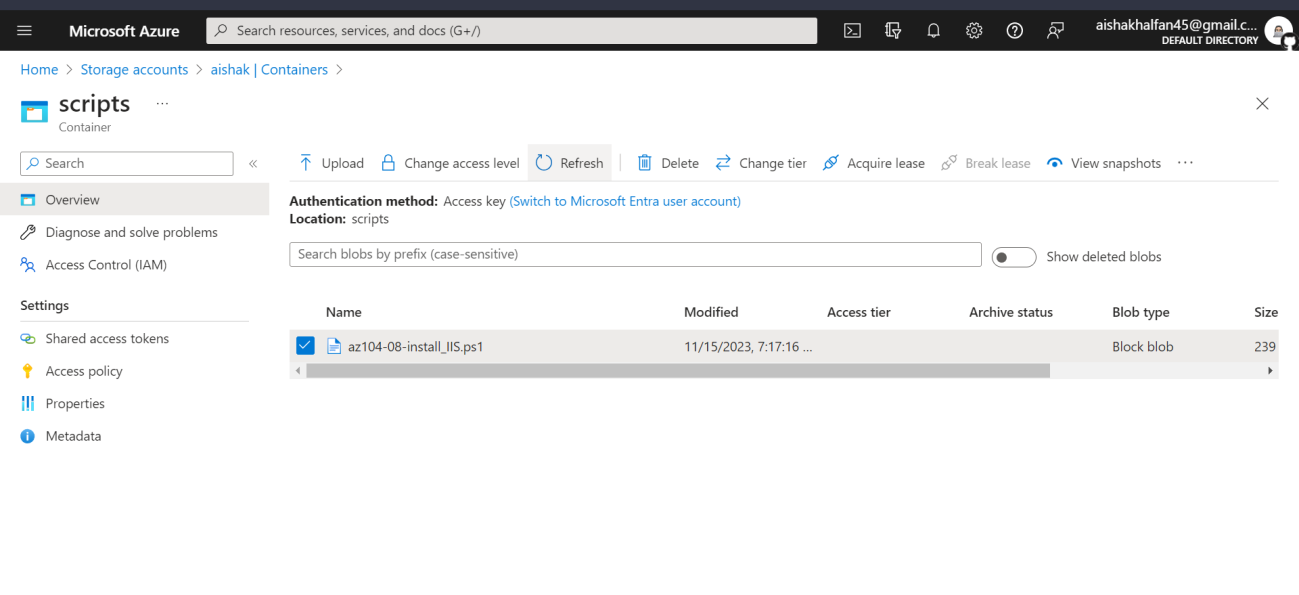 Microsoft Azure
Search resources, services, and docs (G+/)
aishakhalfan45@gmail.c...
DEFAULT DIRECTORY
Home > Storage accounts > aishak | Containers >
scripts ...
Container
Search
«
Upload Change access level Refresh Delete Change tier Acquire lease Break lease View snapshots ...
Overview
Diagnose and solve problems
Access Control (IAM)
Settings
Shared access tokens
Access policy
Properties
Metadata
Authentication method: Access key (Switch to Microsoft Entra user account)
Location: scripts
Search blobs by prefix (case-sensitive)
Show deleted blobs
Name Modified Access tier Archive status Blob type Size
az104-08-install_IIS.ps1 11/15/2023, 7:17:16 ... Block blob 239